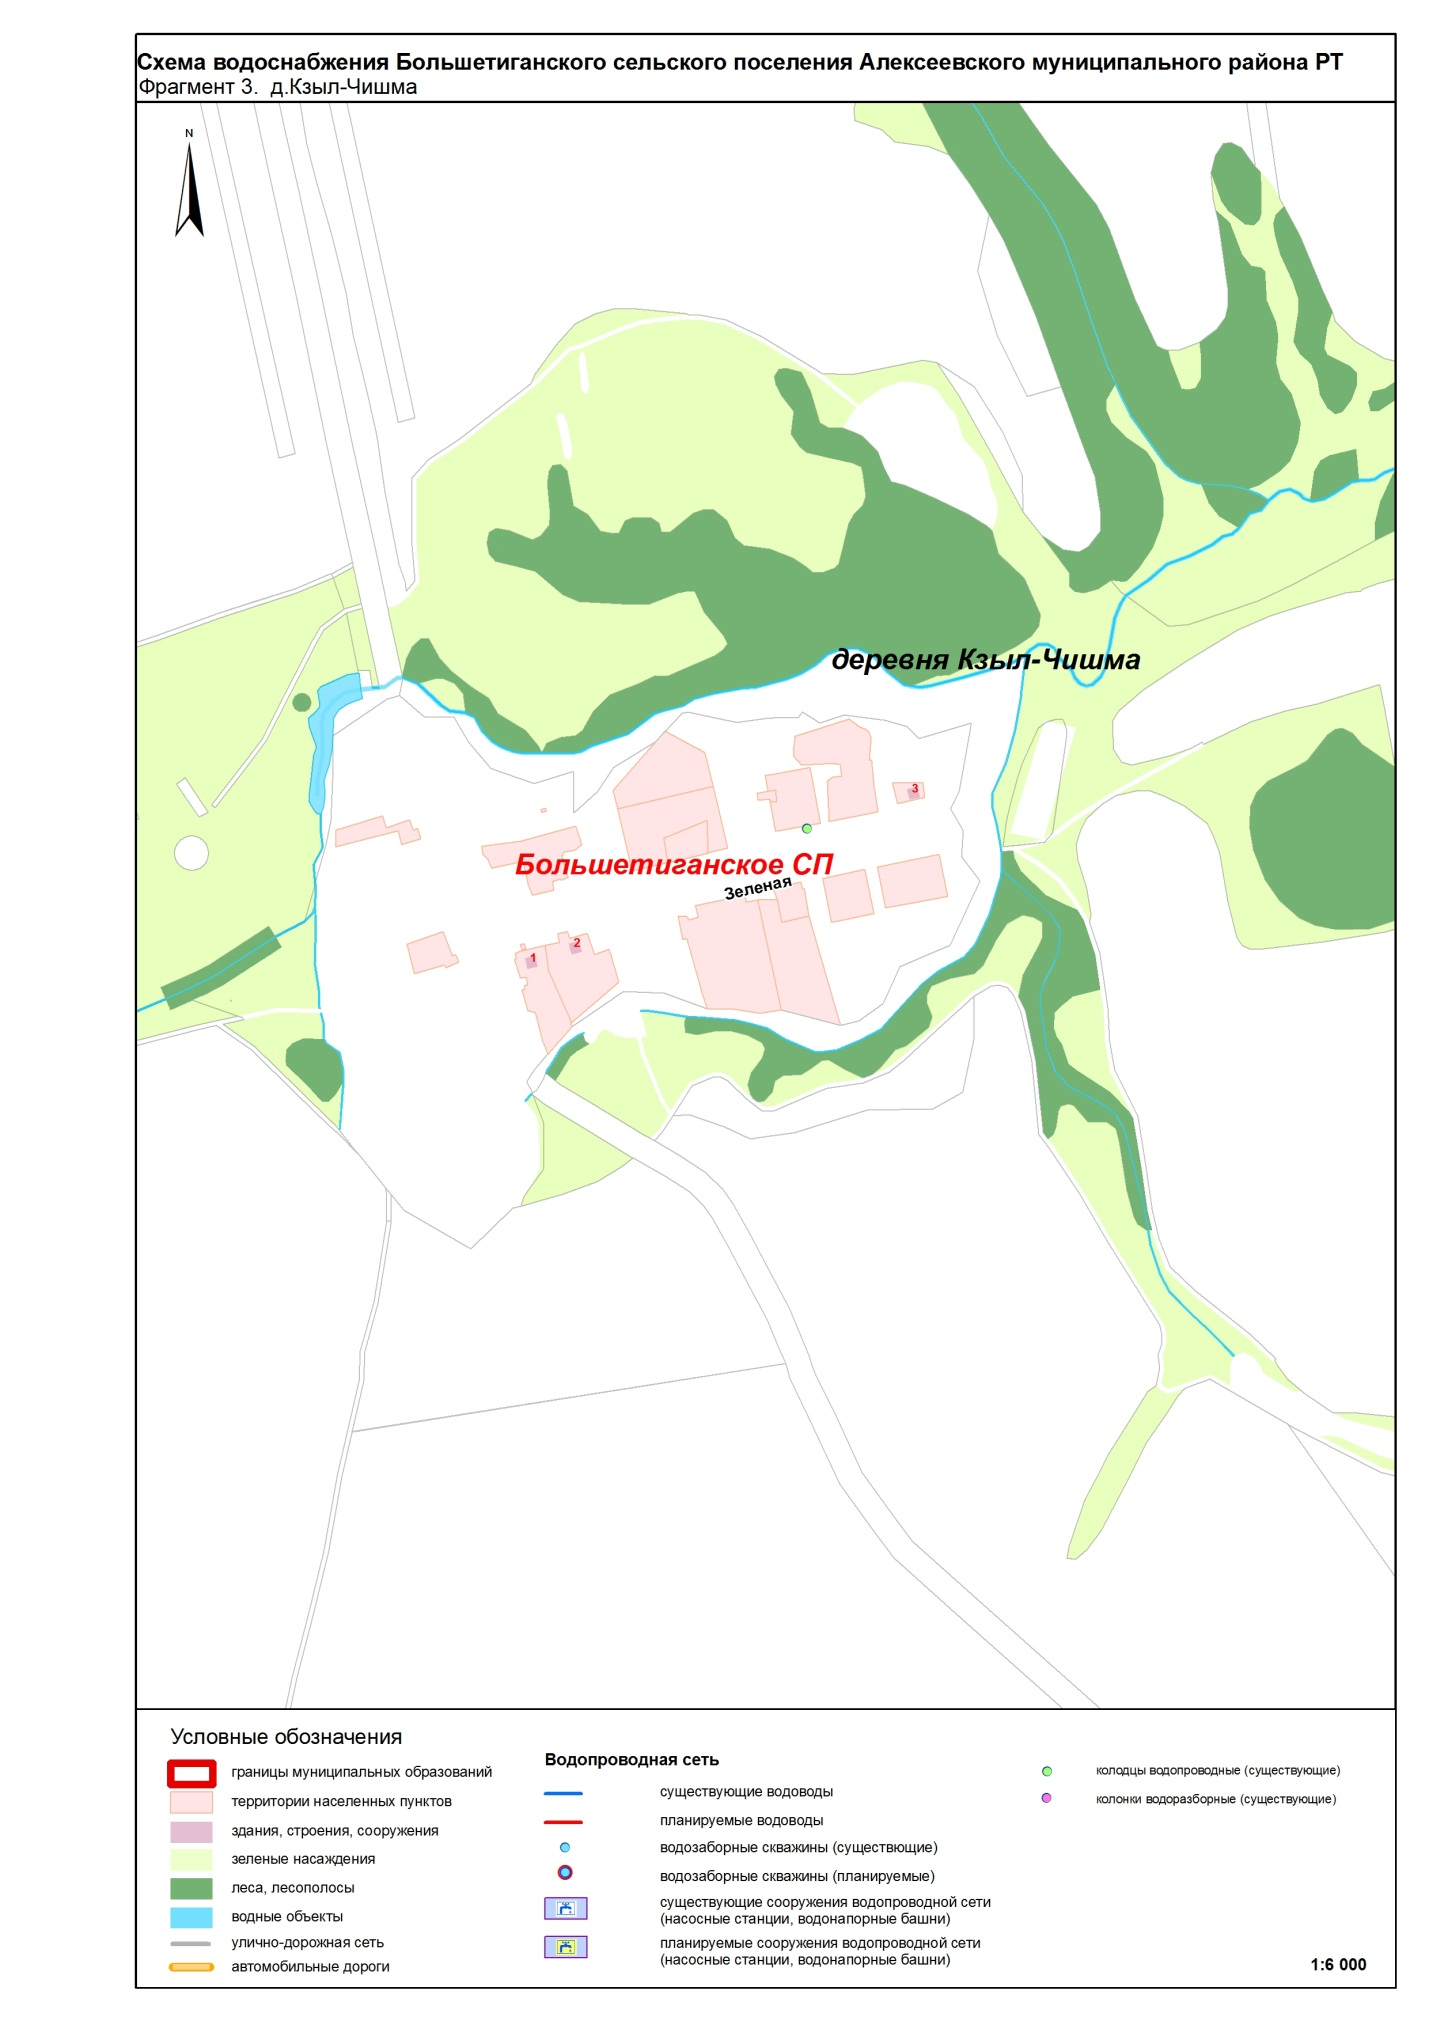 Схема водоснабжения Большетиганского сельского поселения Алексеевского муниципального района РТ
Фрагмент 3. д.Кзыл-Чишма
N
деревня Кзыл-Чишма
3
Большетиганское СП
Зеленая
2
1
Условные обозначения
границы муниципальных образований
территории населенных пунктов
здания, строения, сооружения
зеленые насаждения
леса, лесополосы
водные объекты
улично-дорожная сеть
автомобильные дороги
Водопроводная сеть
существующие водоводы
планируемые водоводы
водозаборные скважины (существющие)
водозаборные скважины (планируемые)
существующие сооружения водопроводной сети
(насосные станции, водонапорные башни)
планируемые сооружения водопроводной сети
(насосные станции, водонапорные башни)
колодцы водопроводные (существующие)
колонки водоразборные (существующие)
1:6 000